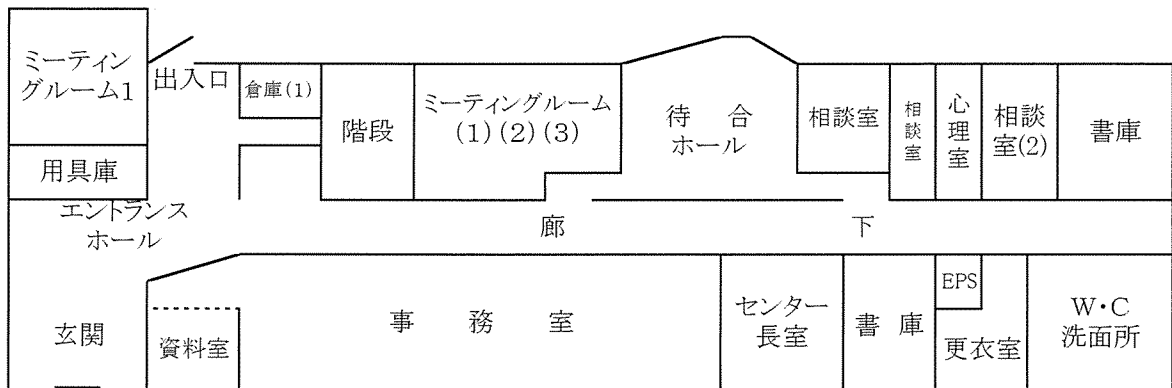 ミーティン
グルーム1
出入口
倉庫(1)
階段
ミーティングルーム
(1)(2)(3)
待合
ホール
相談室
相談室
心理室
相談
室(2)
書庫
用具庫
エントランス
ホール
廊下
玄関
資料室
事務室
センター
長室
書庫
EPS
更衣室
W・C
洗面所